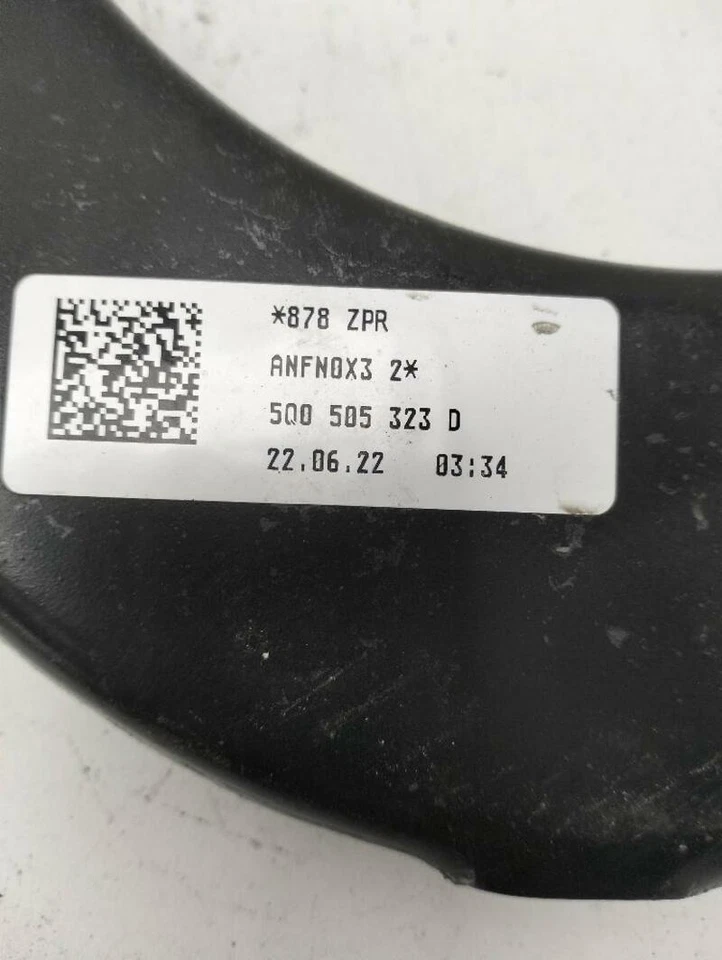 *878 ZPR
ANFN0X3 2*
5Q0 505 323 D
22.06.22 03:34